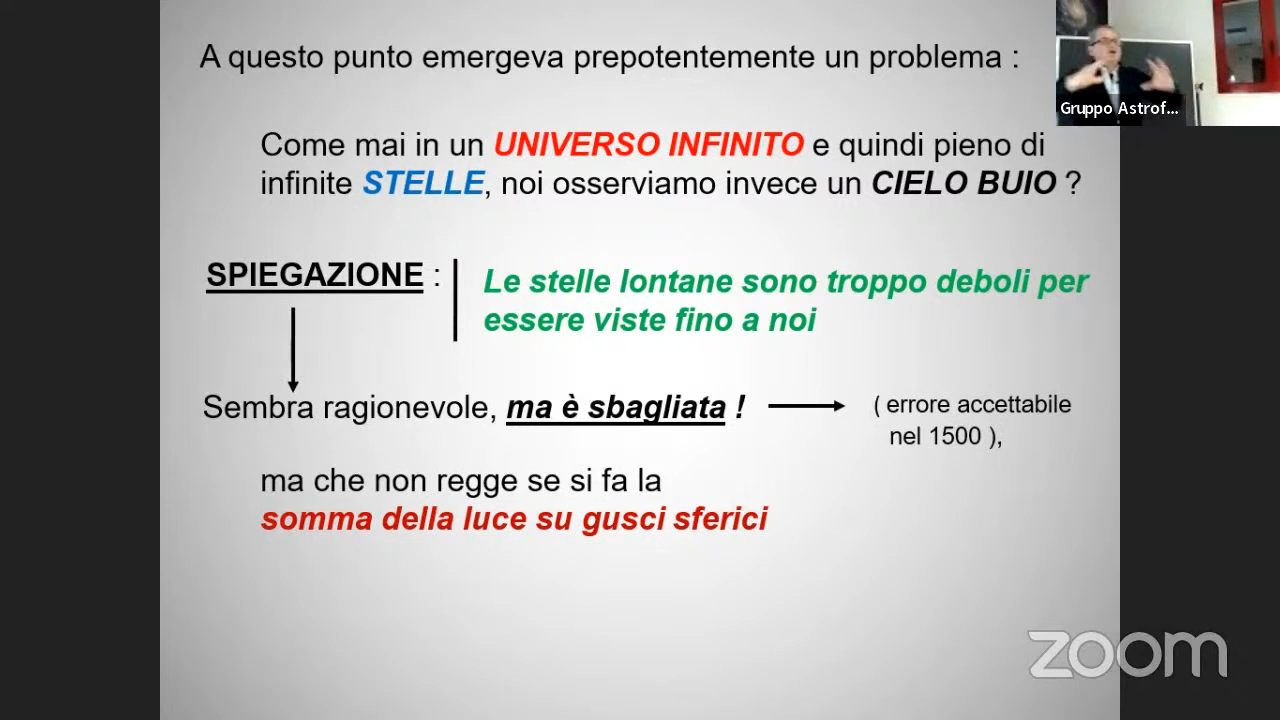 A questo punto emergeva prepotentemente un problema :
Gruppo Astrof...
Come mai in un UNIVERSO INFINITO e quindi pieno di
infinite STELLE, noi osserviamo invece un CIELO BUIO ?
SPIEGAZIONE :
Le stelle lontane sono troppo deboli per
essere viste fino a noi
Sembra ragionevole, ma è sbagliata !
( errore accettabile
nel 1500 ),
ma che non regge se si fa la
somma della luce su gusci sferici
zoom